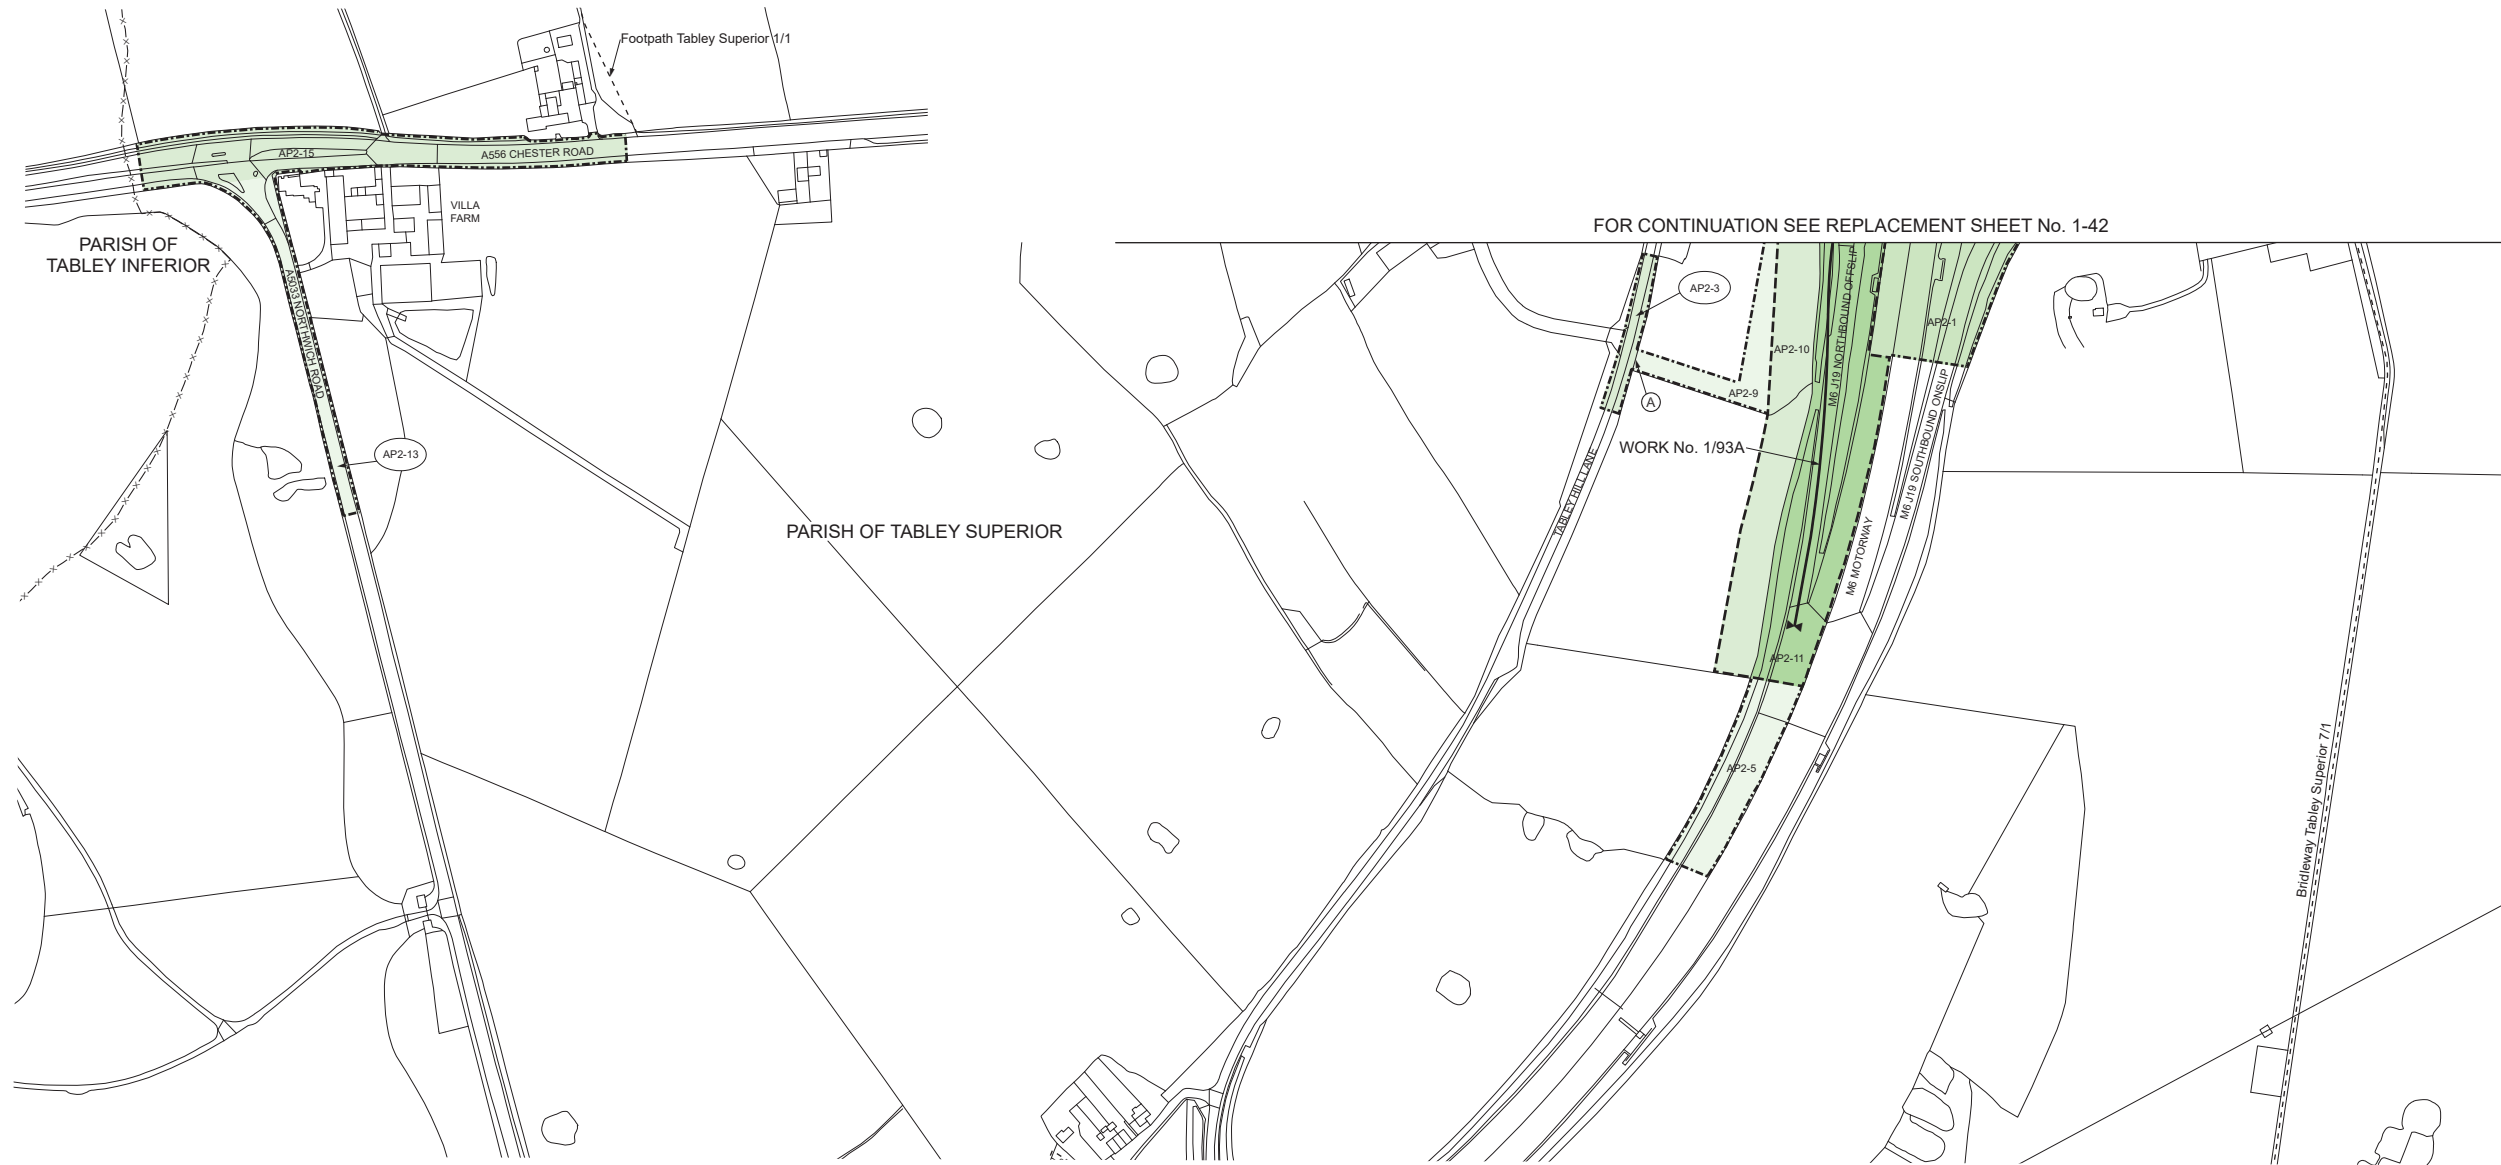 Footpath Tabley Superior 1/1
AP2-15
A556 CHESTER ROAD
VILLA
FARM
PARISH OF
TABLEY INFERIOR
A5033 NORTHWICH ROAD
AP2-13
PARISH OF TABLEY SUPERIOR
FOR CONTINUATION SEE REPLACEMENT SHEET No. 1-42
AP2-3
AP2-10
M6 J19 NORTHBOUND OFFSLIP
AP2-1
AP2-9
A
WORK No. 1/93A
TABLEY HILL LANE
M6 J19 SOUTHBOUND ONSLIP
M6 MOTORWAY
AP2-11
AP2-5
Bridleway Tabley Superior 7/1